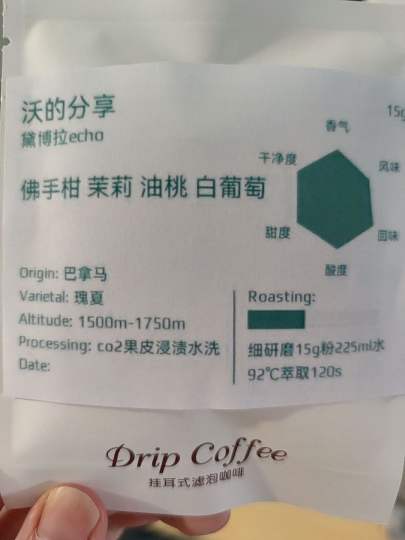 沃的分享
15g
黛博拉echo
香气
干净度
风味
佛手柑 茉莉 油桃 白葡萄
甜度
回味
酸度
Origin: 巴拿马
Varietal: 瑰夏
Altitude: 1500m-1750m
Processing: co2果皮浸渍水洗
Date:
Roasting:
细研磨15g粉225ml水
92℃萃取120s
Drip Coffee
挂耳式滤泡咖啡